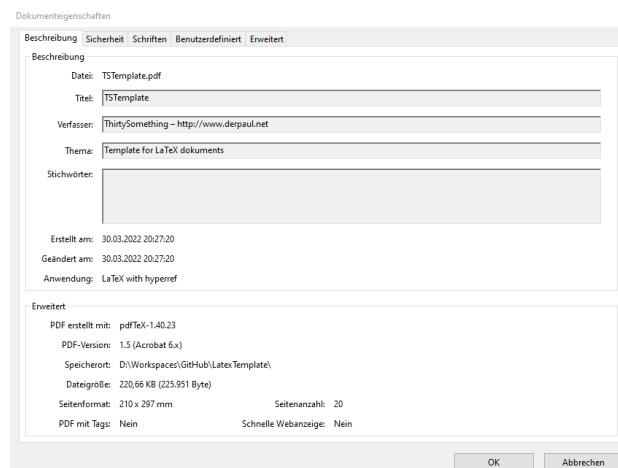 Dokumenteigenschaften
Beschreibung Sicherheit Schriften Benutzerdefiniert Erweitert
Beschreibung
Datei: TSTemplate.pdf
Titel: TSTemplate
Verfasser: ThirtySomething – http://www.derpaul.net
Thema: Template for LaTeX dokuments
Stichwörter:
Erstellt am: 30.03.2022 20:27:20
Geändert am: 30.03.2022 20:27:20
Anwendung: LaTeX with hyperref
Erweitert
PDF erstellt mit: pdfTeX-1.40.23
PDF-Version: 1.5 (Acrobat 6.x)
Speicherort: D:\Workspaces\GitHub\LatexTemplate\
Dateigröße: 220,66 KB (225.951 Byte)
Seitenformat: 210 x 297 mm Seitenanzahl: 20
PDF mit Tags: Nein Schnelle Webanzeige: Nein
OK Abbrechen